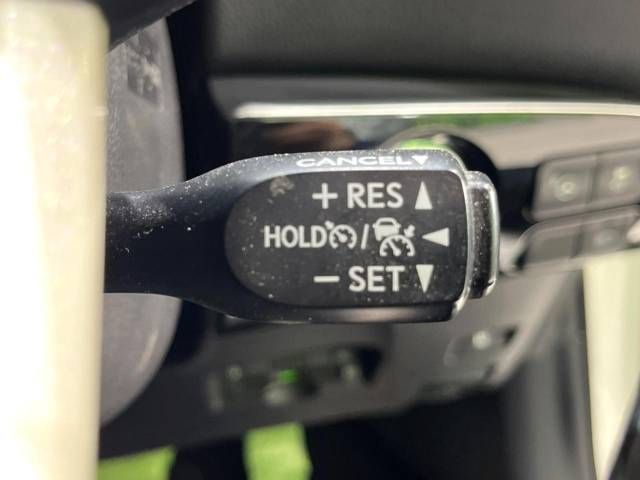 CANCEL▼
+ RES ▲
HOLD / ◀
− SET ▼